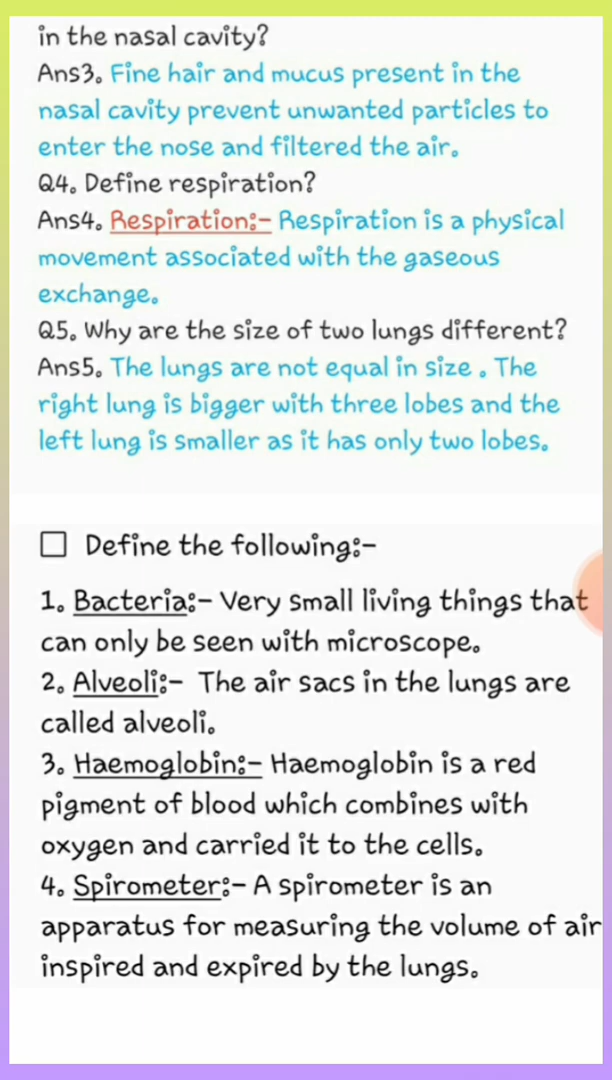 in the nasal cavity?
Ans3. Fine hair and mucus present in the
nasal cavity prevent unwanted particles to
enter the nose and filtered the air.
Q4. Define respiration?
Ans4. Respiration:- Respiration is a physical
movement associated with the gaseous
exchange.
Q5. Why are the size of two lungs different?
Ans5. The lungs are not equal in size . The
right lung is bigger with three lobes and the
left lung is smaller as it has only two lobes.
☐ Define the following:-
1. Bacteria:- Very small living things that
can only be seen with microscope.
2. Alveoli:- The air sacs in the lungs are
called alveoli.
3. Haemoglobin:- Haemoglobin is a red
pigment of blood which combines with
oxygen and carried it to the cells.
4. Spirometer:- A spirometer is an
apparatus for measuring the volume of air
inspired and expired by the lungs.